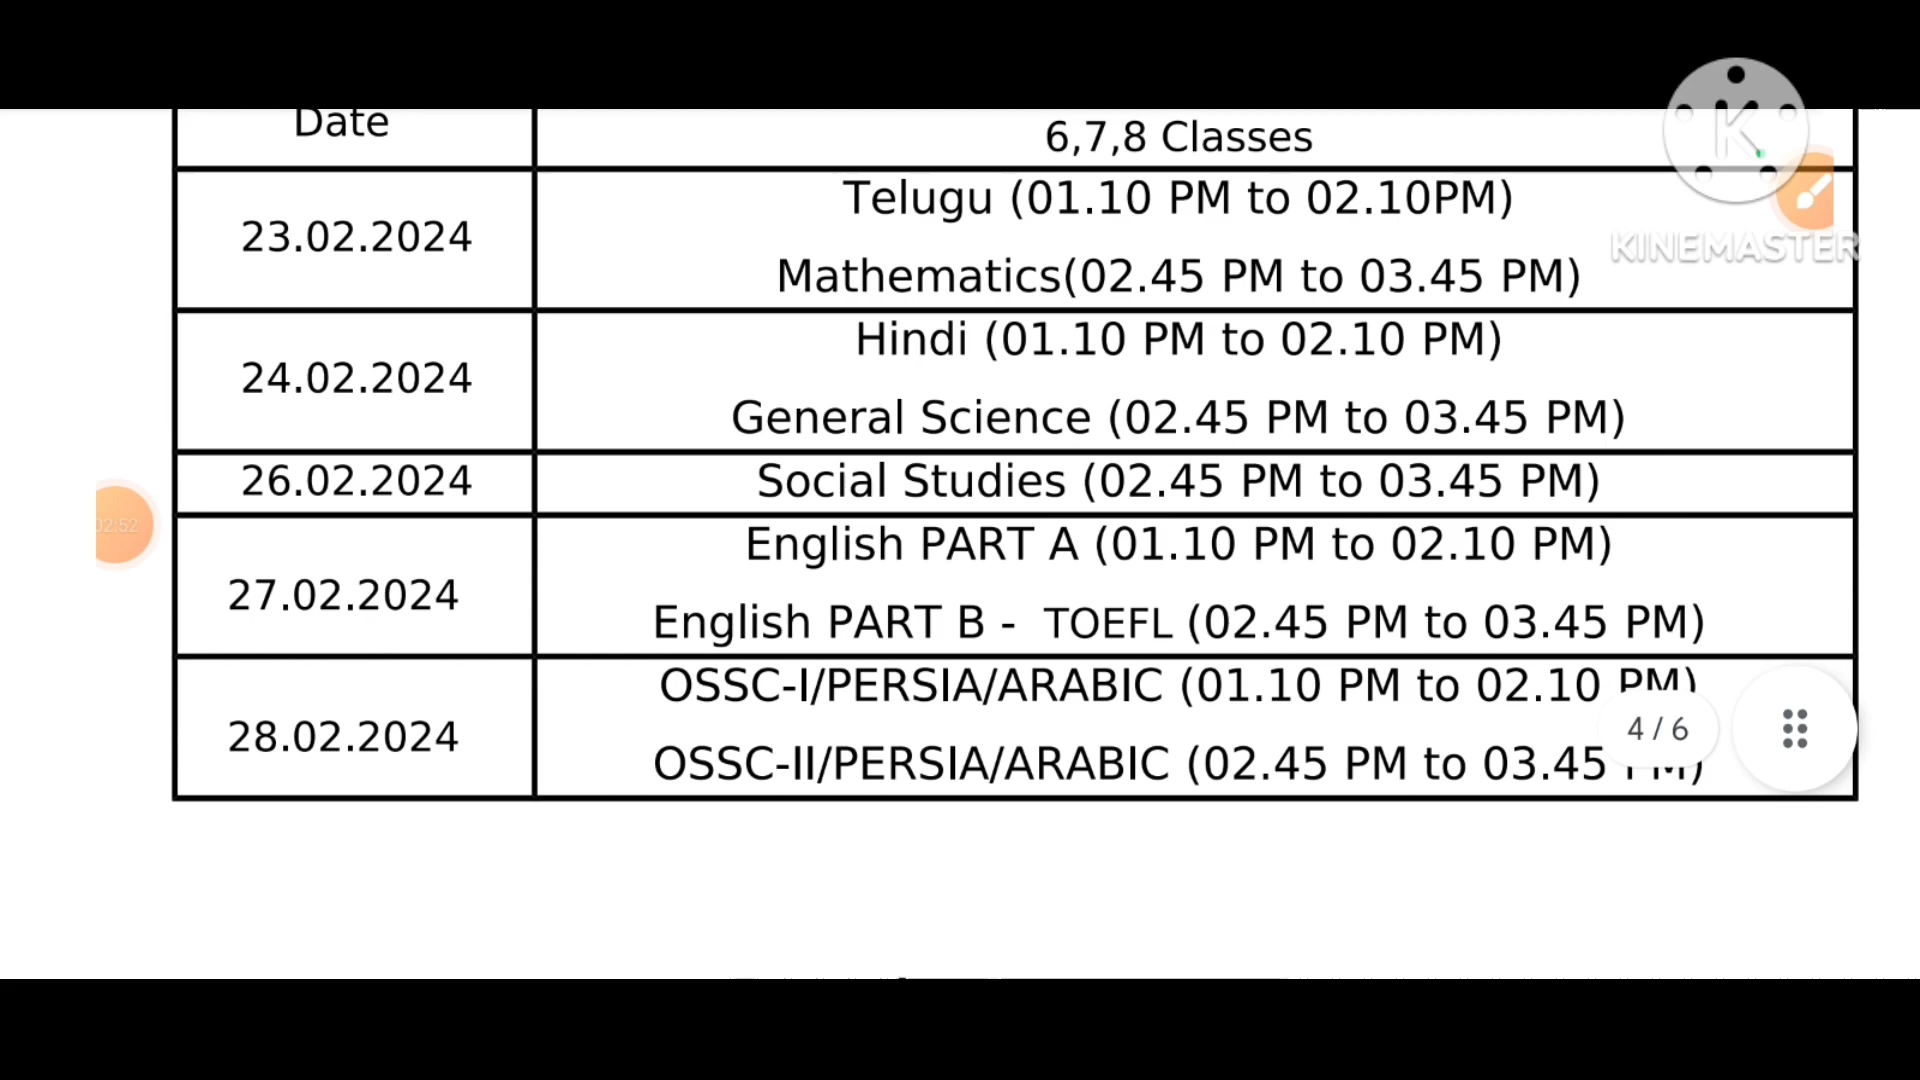 Date
6,7,8 Classes
23.02.2024
Telugu (01.10 PM to 02.10PM)
Mathematics(02.45 PM to 03.45 PM)
24.02.2024
Hindi (01.10 PM to 02.10 PM)
General Science (02.45 PM to 03.45 PM)
26.02.2024
Social Studies (02.45 PM to 03.45 PM)
27.02.2024
English PART A (01.10 PM to 02.10 PM)
English PART B - TOEFL (02.45 PM to 03.45 PM)
28.02.2024
OSSC-I/PERSIA/ARABIC (01.10 PM to 02.10 PM)
OSSC-II/PERSIA/ARABIC (02.45 PM to 03.45 PM)
K
KINEMASTER
02:52
4 / 6